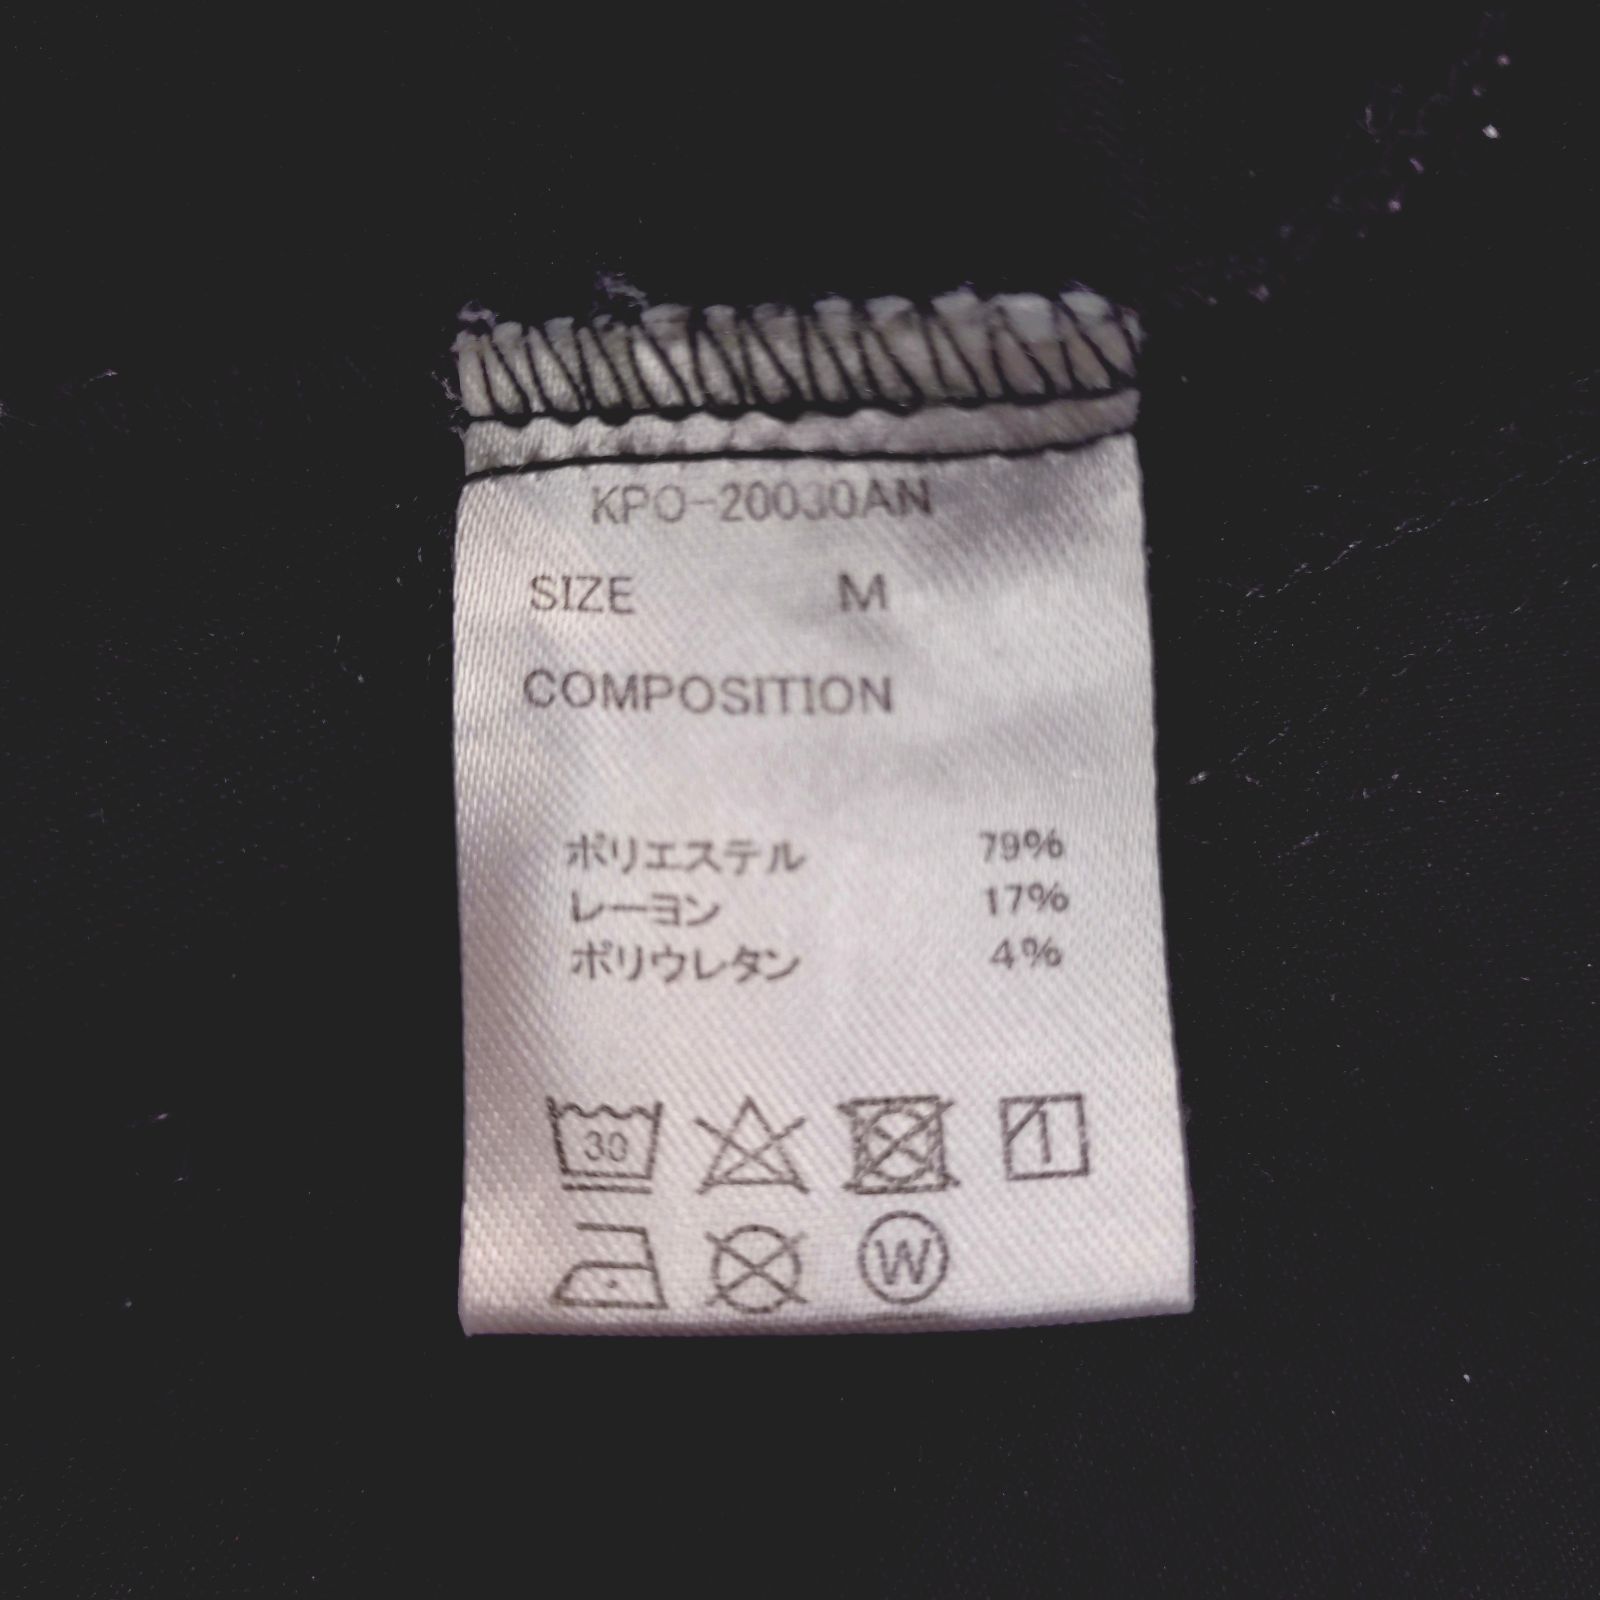 KPO-20030AN
SIZE M
COMPOSITION
ポリエステル 79%
レーヨン 17%
ポリウレタン 4%
30
W